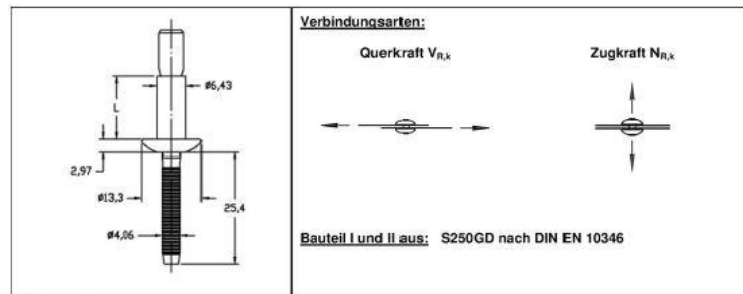 L
ø6,43
2,97
ø13,3
25,4
ø4,06
Verbindungsarten:
Querkraft VR,k
Zugkraft NR,k
Bauteil I und II aus: S250GD nach DIN EN 10346